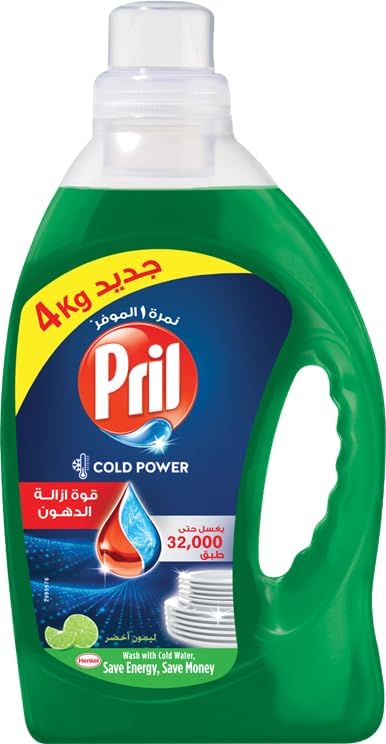 جديد 4Kg
نمرة ١ الموفر
Pril
COLD POWER
قوة ازالة
الدهون
يغسل حتى
32,000
طبق
2995976
ليمون أخضر
Henkel
Wash with Cold Water,
Save Energy, Save Money